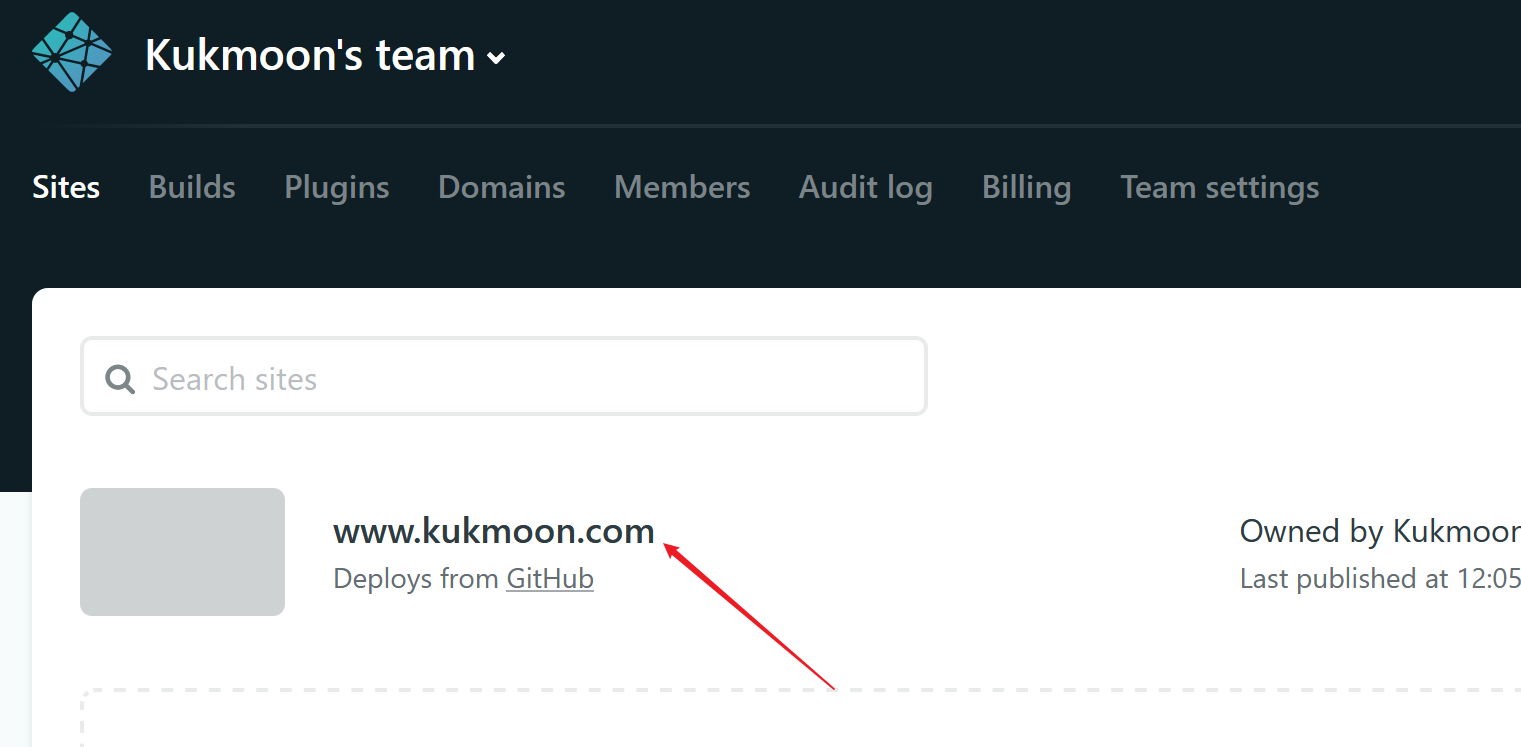 Kukmoon's team
Sites Builds Plugins Domains Members Audit log Billing Team settings
Search sites
www.kukmoon.com
Deploys from GitHub
Owned by Kukmoon
Last published at 12:05